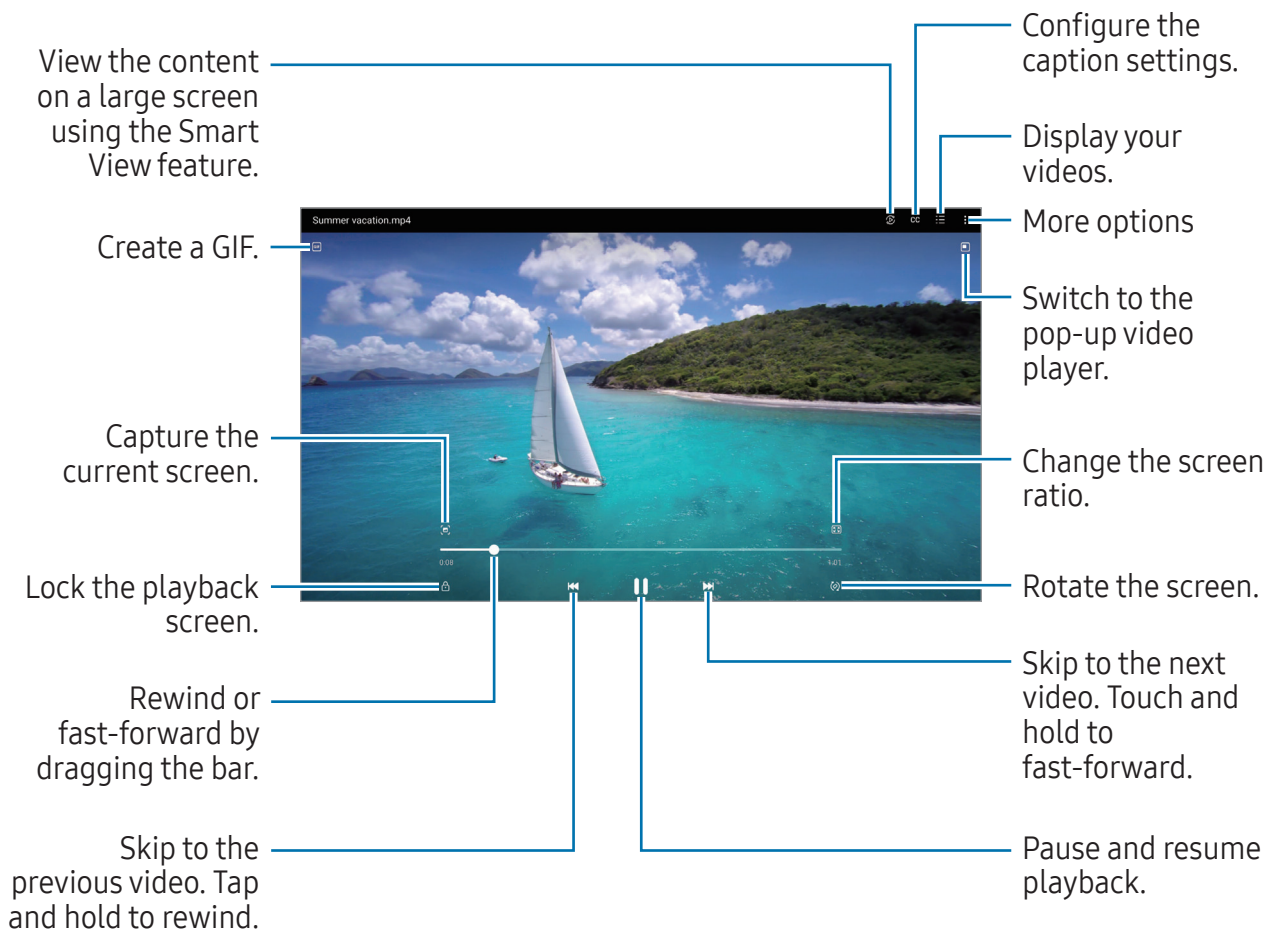 View the content
on a large screen
using the Smart
View feature.
Configure the
caption settings.
Display your
videos.
More options
Summer vacation.mp4
CC
GIF
Create a GIF.
Switch to the
pop-up video
player.
Capture the
current screen.
Change the screen
ratio.
0:08
1:01
Lock the playback
screen.
Rotate the screen.
Rewind or
fast-forward by
dragging the bar.
Skip to the next
video. Touch and
hold to
fast-forward.
Skip to the
previous video. Tap
and hold to rewind.
Pause and resume
playback.